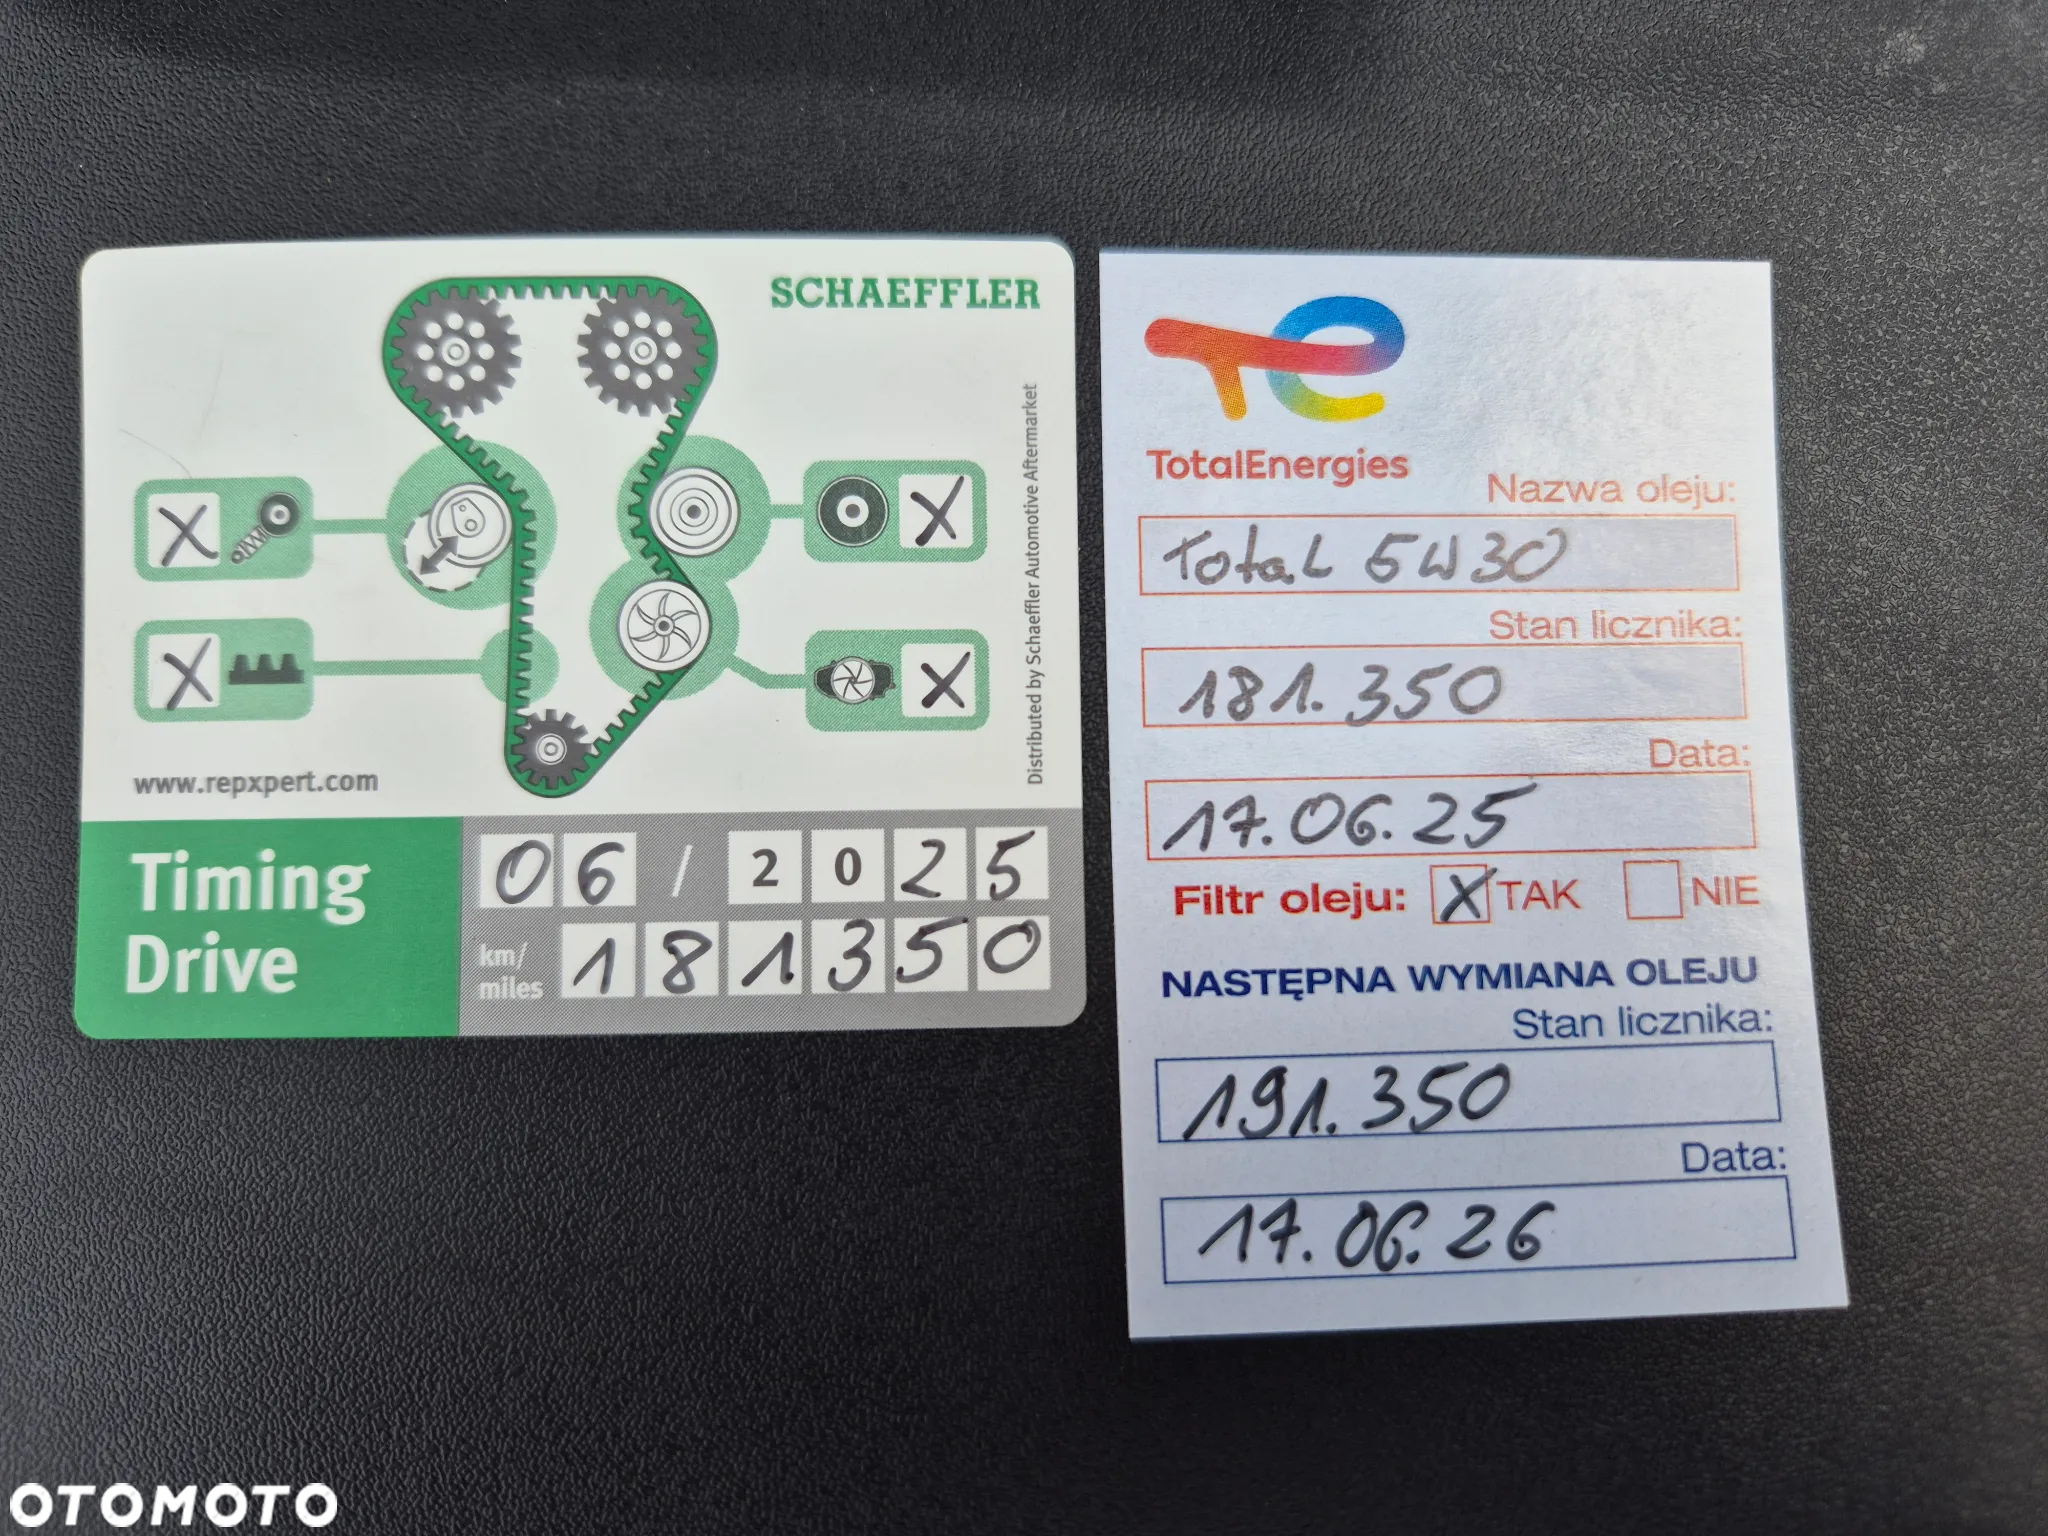 SCHAEFFLER
X
X
X
X
www.repxpert.com
Distributed by Schaeffler Automotive Aftermarket
Timing
Drive
06 / 2025
km/
miles
181350
TotalEnergies
Nazwa oleju:
Total 5W30
Stan licznika:
181.350
Data:
17.06.25
Filtr oleju: X TAK NIE
NASTĘPNA WYMIANA OLEJU
Stan licznika:
191.350
Data:
17.06.26
OTOMOTO